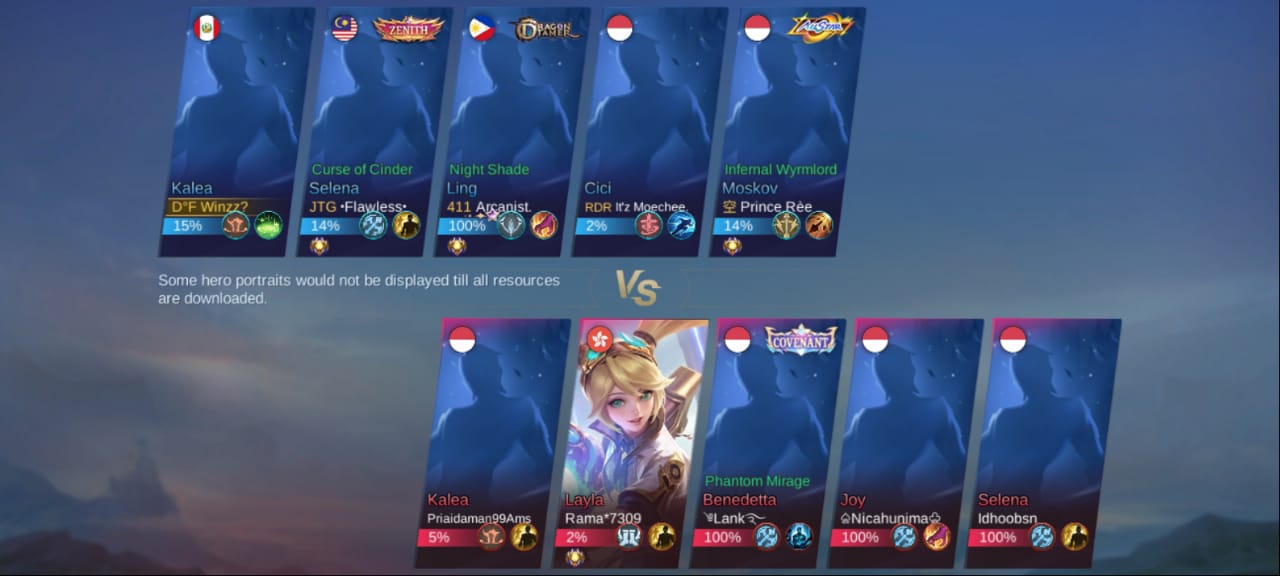 ZENITH
DRAGON TAMER
ALLSTAR
Curse of Cinder
Night Shade
Infernal Wyrmlord
Kalea
Selena
Ling
Cici
Moskov
D°F Winzz?
JTG •Flawless•
411 Arcanist.
RDR It'z Moechee.
空 Prince Rèe
15%
14%
100%
2%
14%
Some hero portraits would not be displayed till all resources
are downloaded.
VS
COVENANT
Phantom Mirage
Kalea
Layla
Benedetta
Joy
Selena
Priaidaman99Ams
Rama*7309
༄Lank࿐
♤Nicahunima♧
Idhoobsn
5%
2%
100%
100%
100%